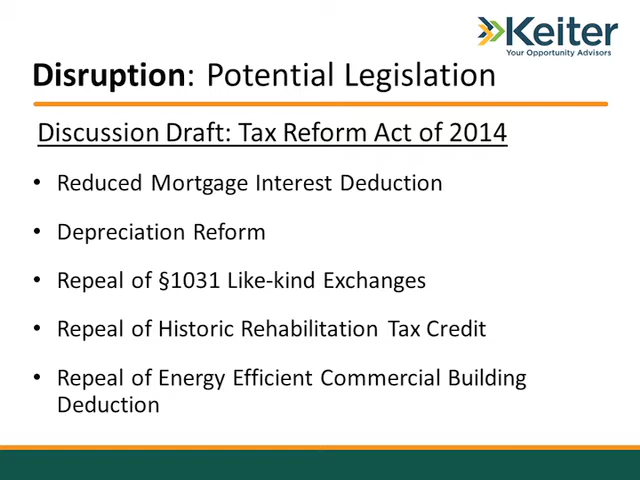 Keiter
Your Opportunity Advisors
Disruption: Potential Legislation
Discussion Draft: Tax Reform Act of 2014
• Reduced Mortgage Interest Deduction
• Depreciation Reform
• Repeal of §1031 Like-kind Exchanges
• Repeal of Historic Rehabilitation Tax Credit
• Repeal of Energy Efficient Commercial Building
Deduction